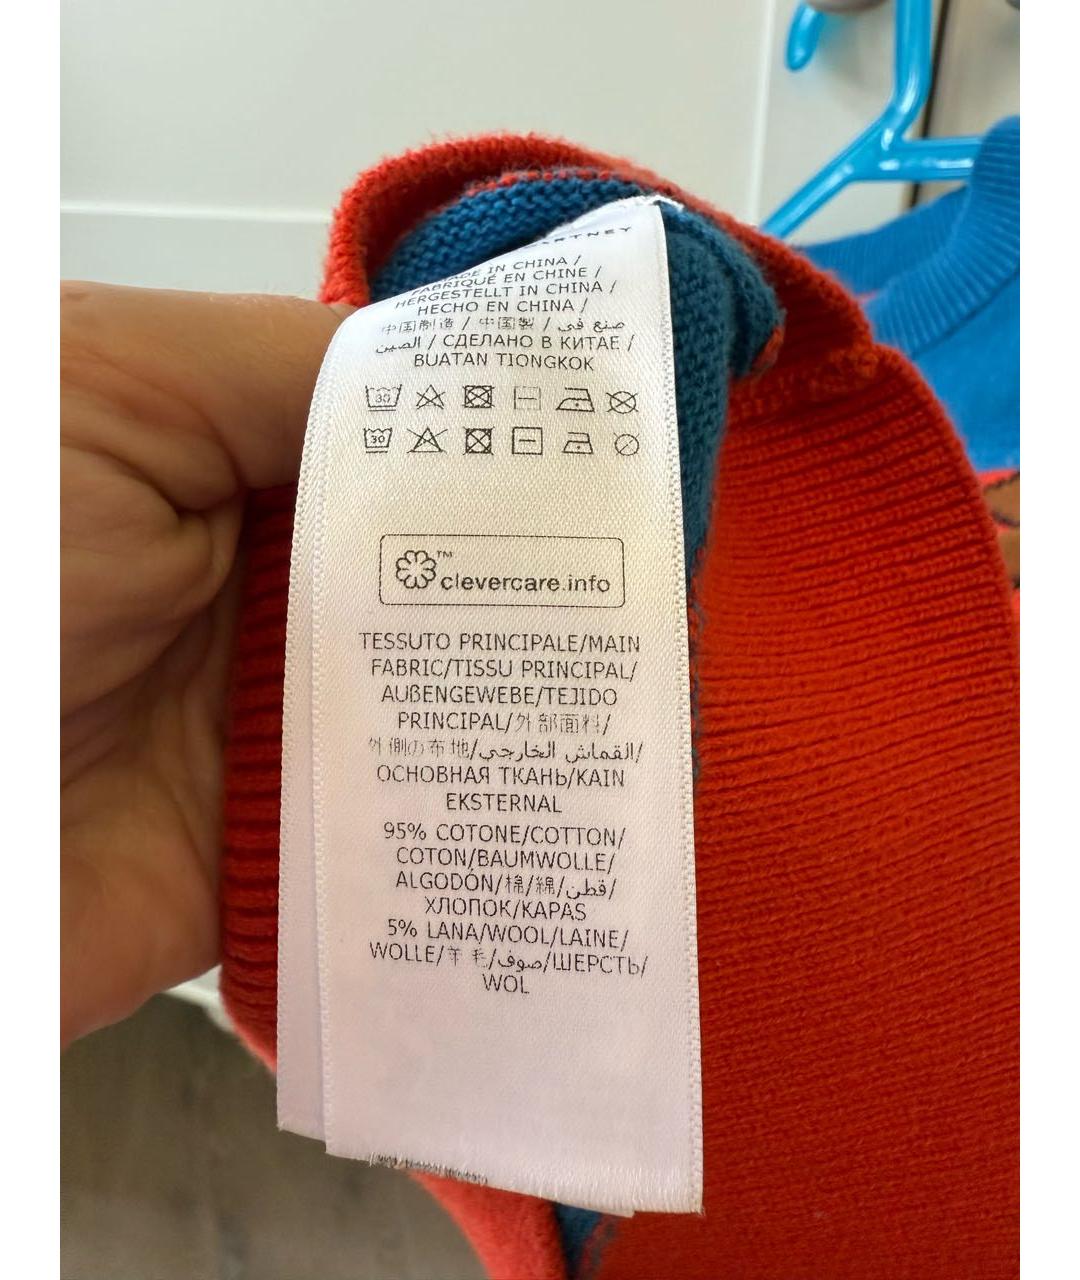 MADE IN CHINA /
FABRIQUÉ EN CHINE /
HERGESTELLT IN CHINA /
HECHO EN CHINA /
中国制造 / 中国製 / صنع في
الصين / СДЕЛАНО В КИТАЕ /
BUATAN TIONGKOK
30
30
™
clevercare.info
TESSUTO PRINCIPALE/MAIN
FABRIC/TISSU PRINCIPAL/
AUßENGEWEBE/TEJIDO
PRINCIPAL/外部面料/
外側の布地/القماش الخارجي/
ОСНОВНАЯ ТКАНЬ/KAIN
EKSTERNAL
95% COTONE/COTTON/
COTON/BAUMWOLLE/
ALGODÓN/棉/綿/قطن/
ХЛОПОК/KAPAS
5% LANA/WOOL/LAINE/
WOLLE/羊毛/صوف/ШЕРСТЬ/
WOL